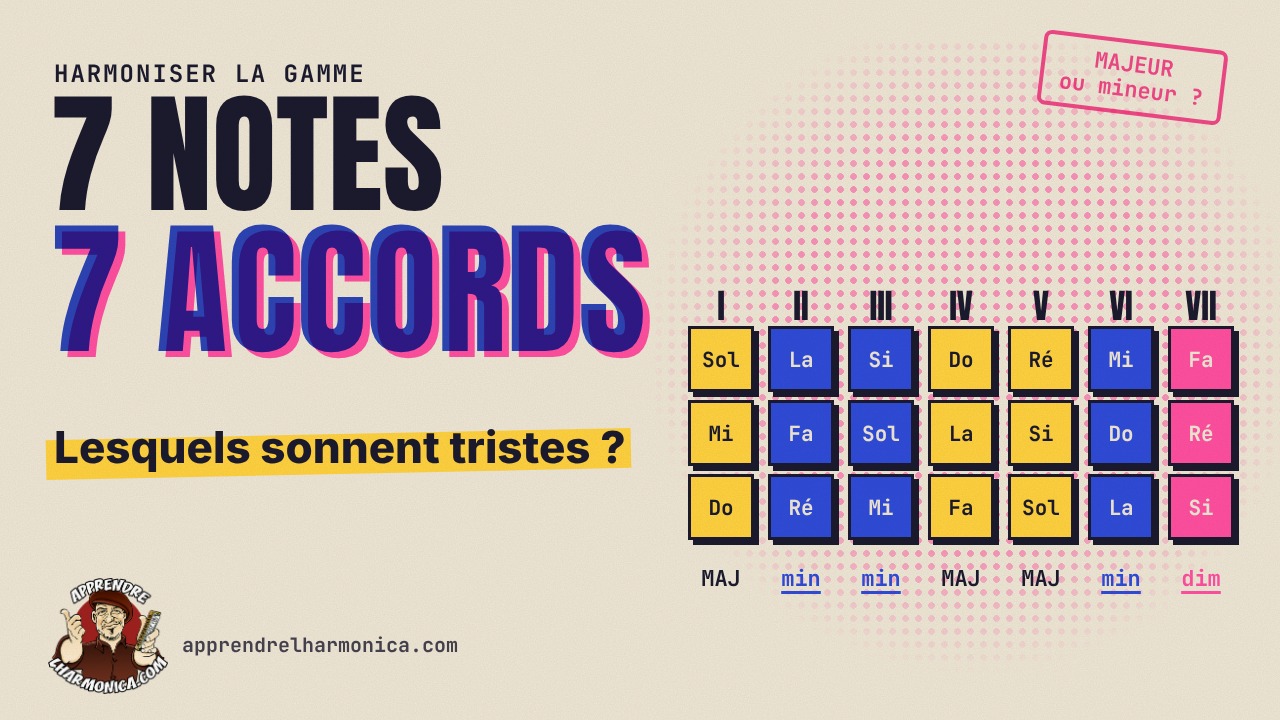 HARMONISER LA GAMME
7 NOTES
7 ACCORDS
Lesquels sonnent tristes ?
MAJEUR
ou mineur ?
I II III IV V VI VII
Sol La Si Do Ré Mi Fa
Mi Fa Sol La Si Do Ré
Do Ré Mi Fa Sol La Si
MAJ min min MAJ MAJ min dim
APPRENDRE
LHARMONICA.COM
apprendrelharmonica.com